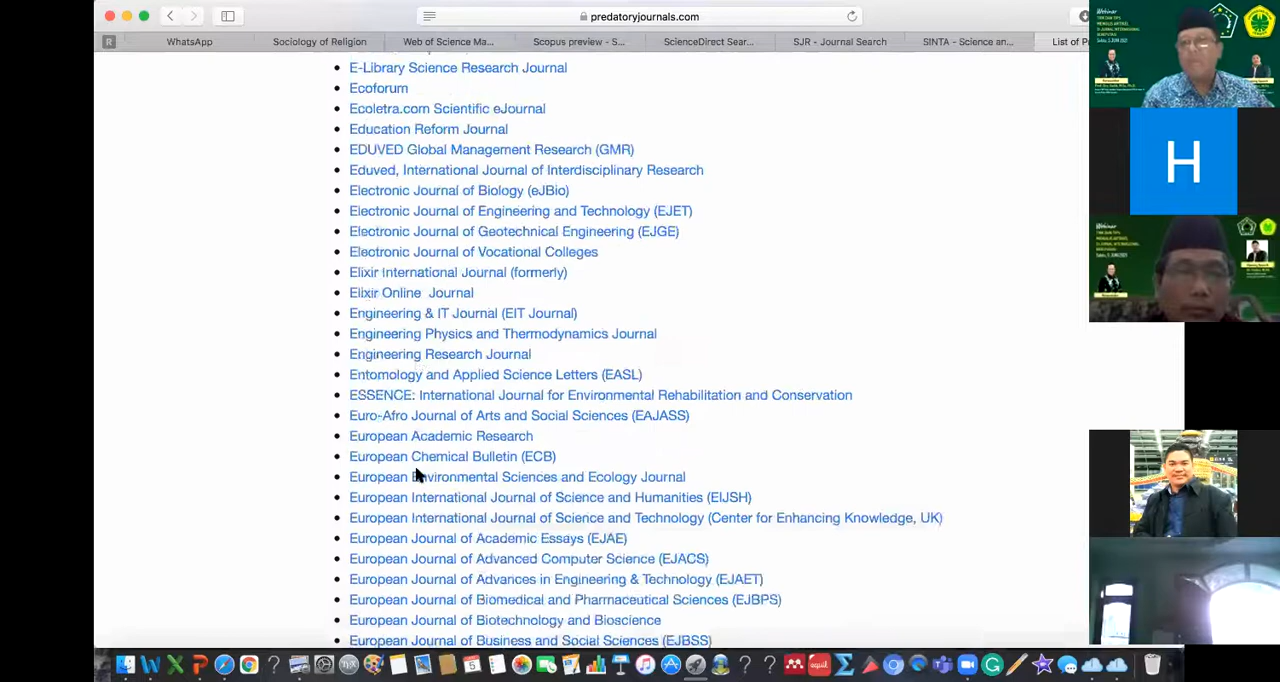 predatoryjournals.com
R
WhatsApp
Sociology of Religion
Web of Science Ma...
Scopus preview - S...
ScienceDirect Sear...
SJR - Journal Search
SINTA - Science an...
List of P
E-Library Science Research Journal
Ecoforum
Ecoletra.com Scientific eJournal
Education Reform Journal
EDUVED Global Management Research (GMR)
Eduved, International Journal of Interdisciplinary Research
Electronic Journal of Biology (eJBio)
Electronic Journal of Engineering and Technology (EJET)
Electronic Journal of Geotechnical Engineering (EJGE)
Electronic Journal of Vocational Colleges
Elixir International Journal (formerly)
Elixir Online Journal
Engineering & IT Journal (EIT Journal)
Engineering Physics and Thermodynamics Journal
Engineering Research Journal
Entomology and Applied Science Letters (EASL)
ESSENCE: International Journal for Environmental Rehabilitation and Conservation
Euro-Afro Journal of Arts and Social Sciences (EAJASS)
European Academic Research
European Chemical Bulletin (ECB)
European Environmental Sciences and Ecology Journal
European International Journal of Science and Humanities (EIJSH)
European International Journal of Science and Technology (Center for Enhancing Knowledge, UK)
European Journal of Academic Essays (EJAE)
European Journal of Advanced Computer Science (EJACS)
European Journal of Advances in Engineering & Technology (EJAET)
European Journal of Biomedical and Pharmaceutical Sciences (EJBPS)
European Journal of Biotechnology and Bioscience
European Journal of Business and Social Sciences (EJBSS)
Webinar
H
Webinar